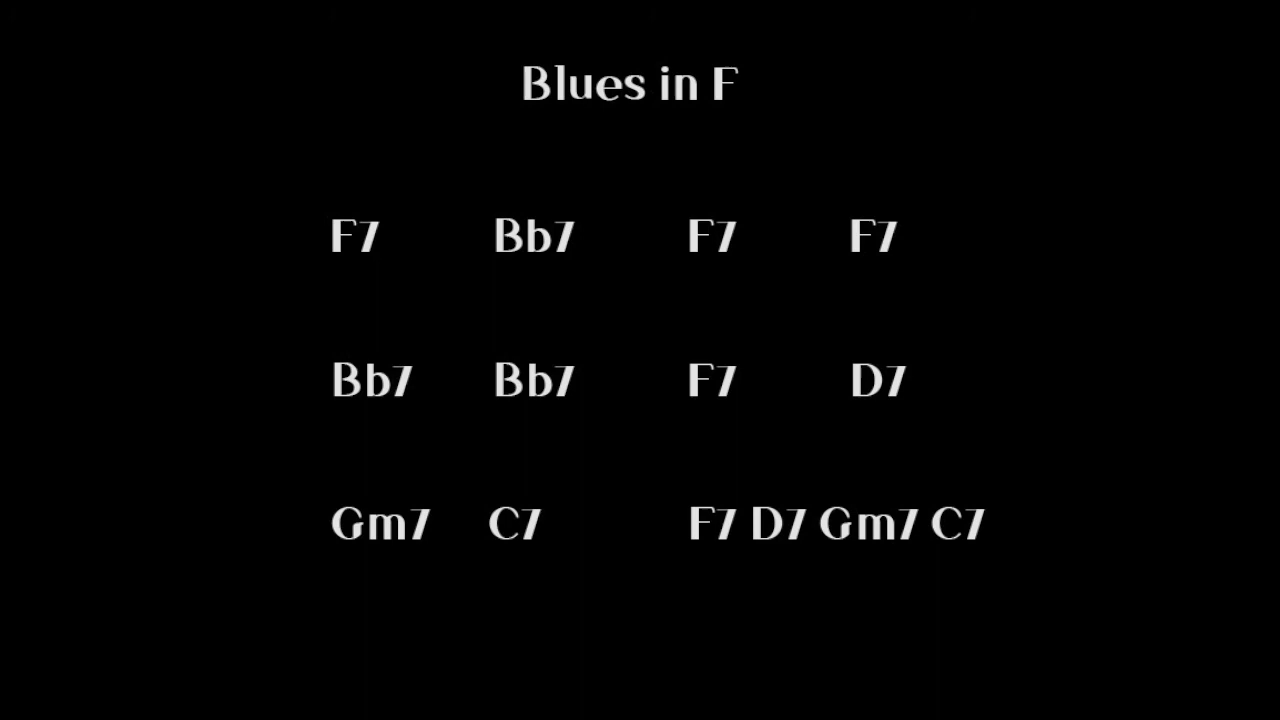 Blues in F
F7 Bb7 F7 F7
Bb7 Bb7 F7 D7
Gm7 C7 F7 D7 Gm7 C7